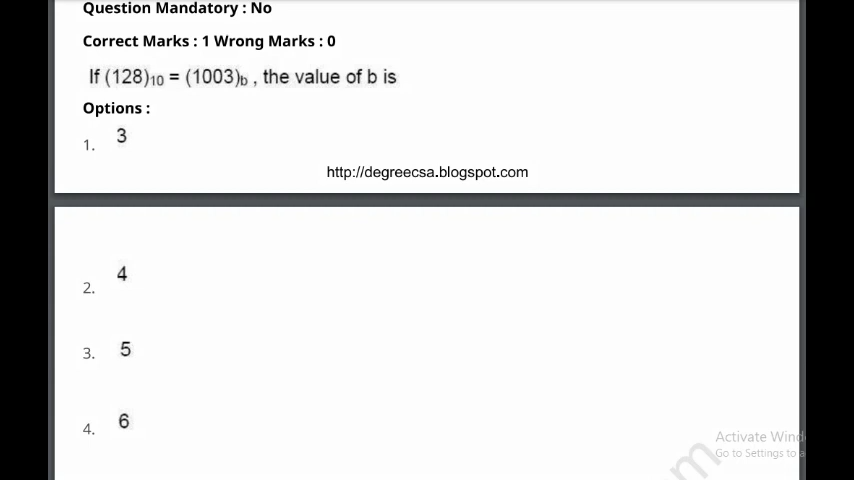 Question Mandatory : No
Correct Marks : 1 Wrong Marks : 0
If (128)₁₀ = (1003)b , the value of b is
Options :
1. 3
http://degreecsa.blogspot.com
2. 4
3. 5
4. 6
Activate Wind
Go to Settings to a
m